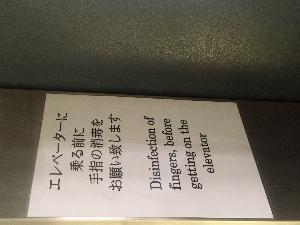 エレベーターに
乗る前に
手指の消毒を
お願い致します
Disinfection of
fingers, before
getting on the
elevator